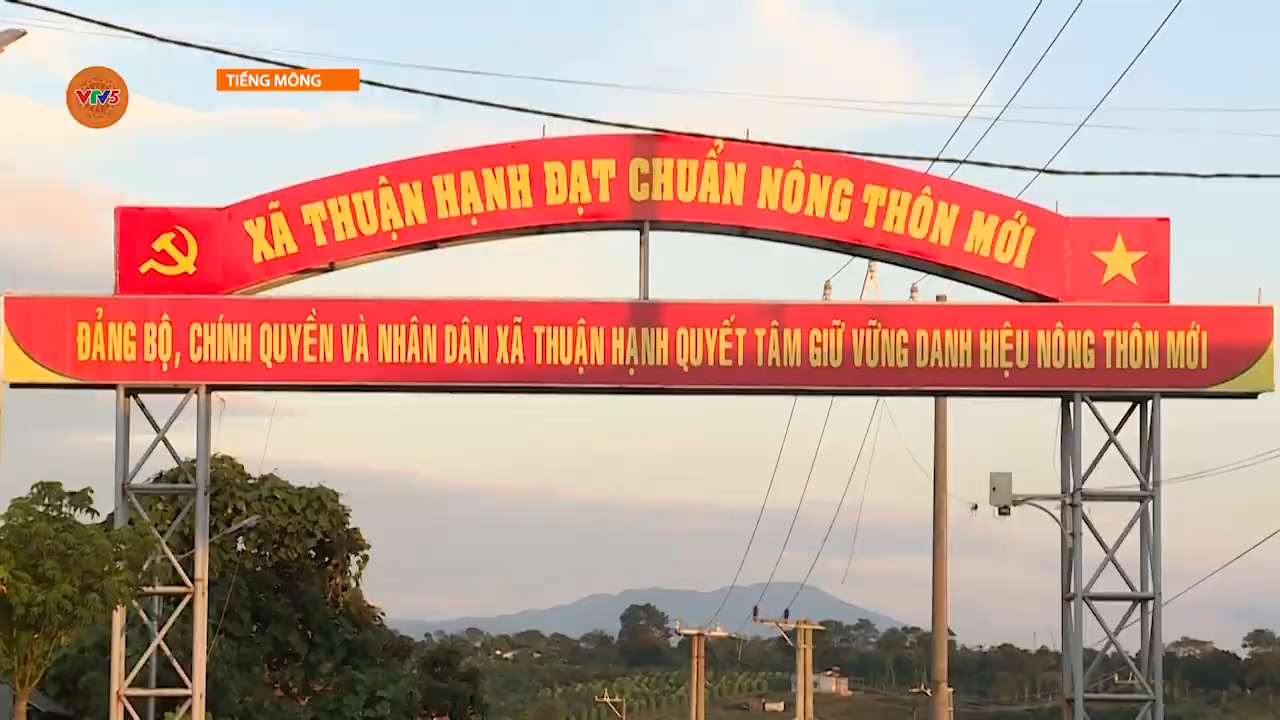 VTV5
TIẾNG MÔNG
XÃ THUẬN HẠNH ĐẠT CHUẨN NÔNG THÔN MỚI
ĐẢNG BỘ, CHÍNH QUYỀN VÀ NHÂN DÂN XÃ THUẬN HẠNH QUYẾT TÂM GIỮ VỮNG DANH HIỆU NÔNG THÔN MỚI